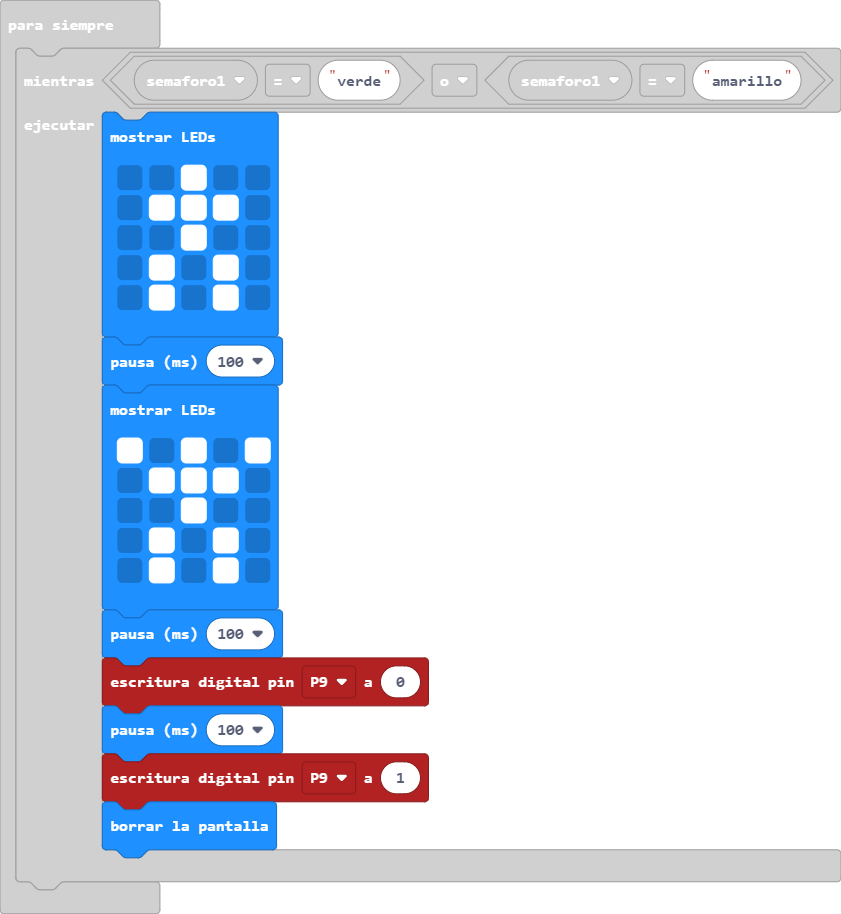 para siempre
mientras semaforo1 = "verde" o semaforo1 = "amarillo"
ejecutar
mostrar LEDs
pausa (ms) 100
mostrar LEDs
pausa (ms) 100
escritura digital pin P9 a 0
pausa (ms) 100
escritura digital pin P9 a 1
borrar la pantalla